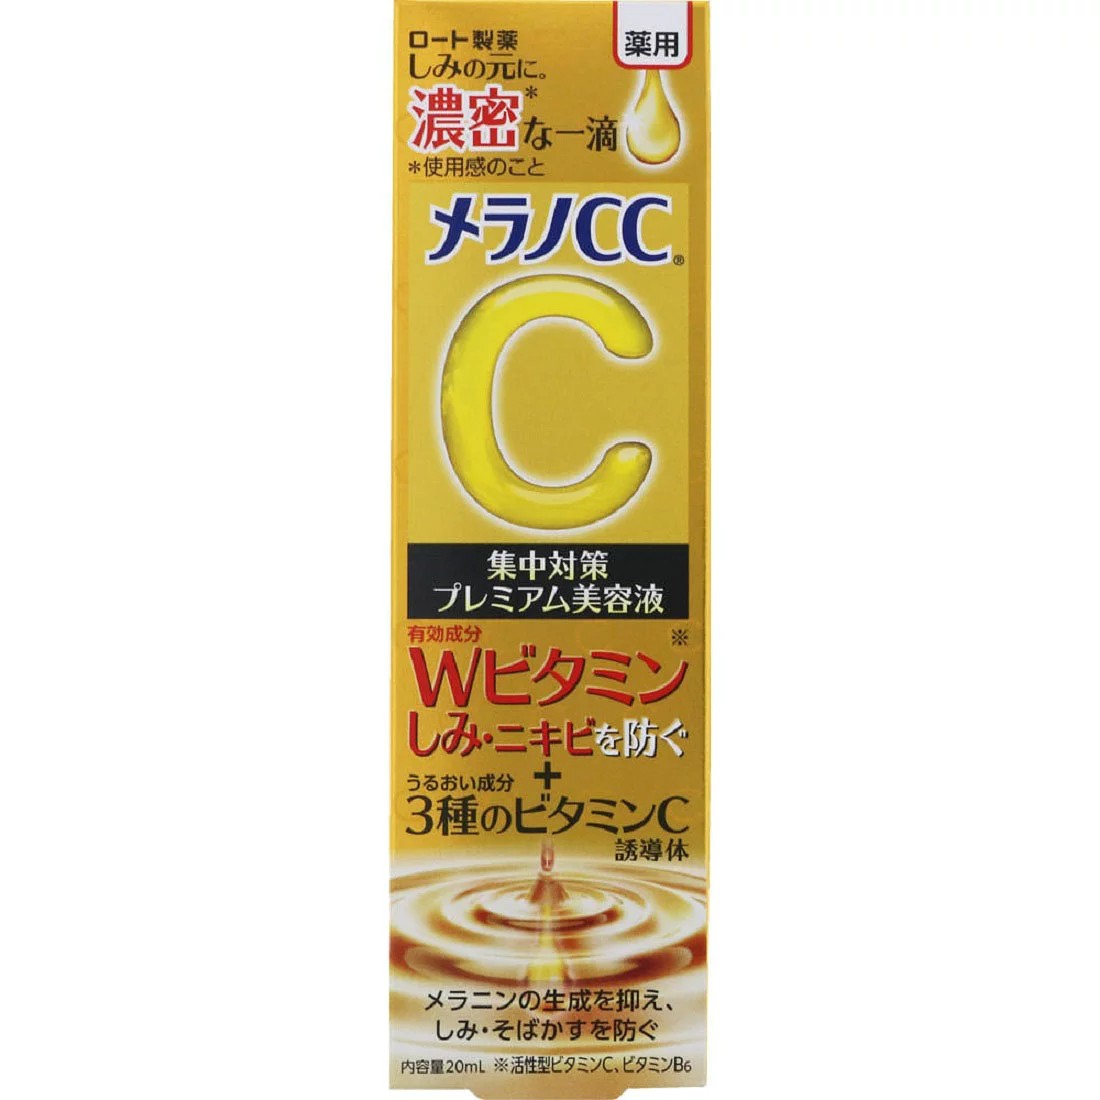 ロート製薬
薬用
しみの元に。
濃密*な一滴
*使用感のこと
メラノCC®
C
集中対策
プレミアム美容液
有効成分
Wビタミン※
しみ・ニキビを防ぐ
+
うるおい成分
3種のビタミンC
誘導体
メラニンの生成を抑え、
しみ・そばかすを防ぐ
内容量20mL ※活性型ビタミンC、ビタミンB6